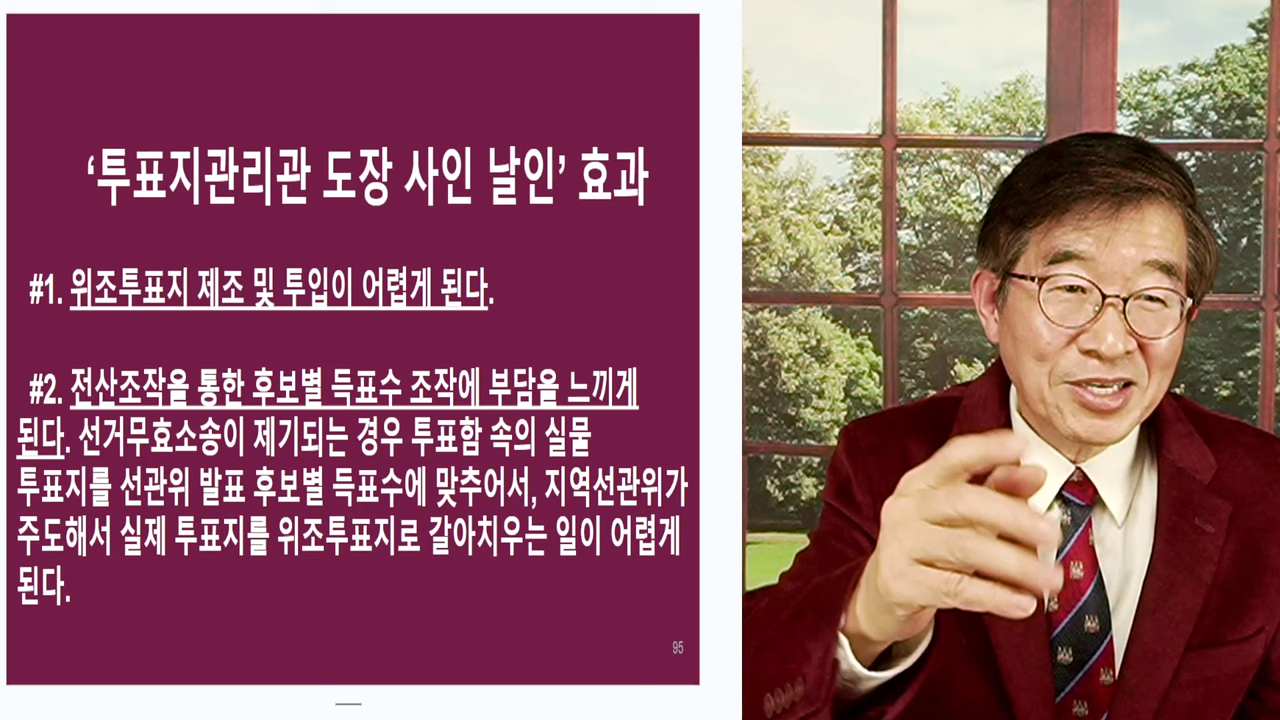 ‘투표지관리관 도장 사인 날인’ 효과
#1. 위조투표지 제조 및 투입이 어렵게 된다.
#2. 전산조작을 통한 후보별 득표수 조작에 부담을 느끼게
된다. 선거무효소송이 제기되는 경우 투표함 속의 실물
투표지를 선관위 발표 후보별 득표수에 맞추어서, 지역선관위가
주도해서 실제 투표지를 위조투표지로 갈아치우는 일이 어렵게
된다.
95